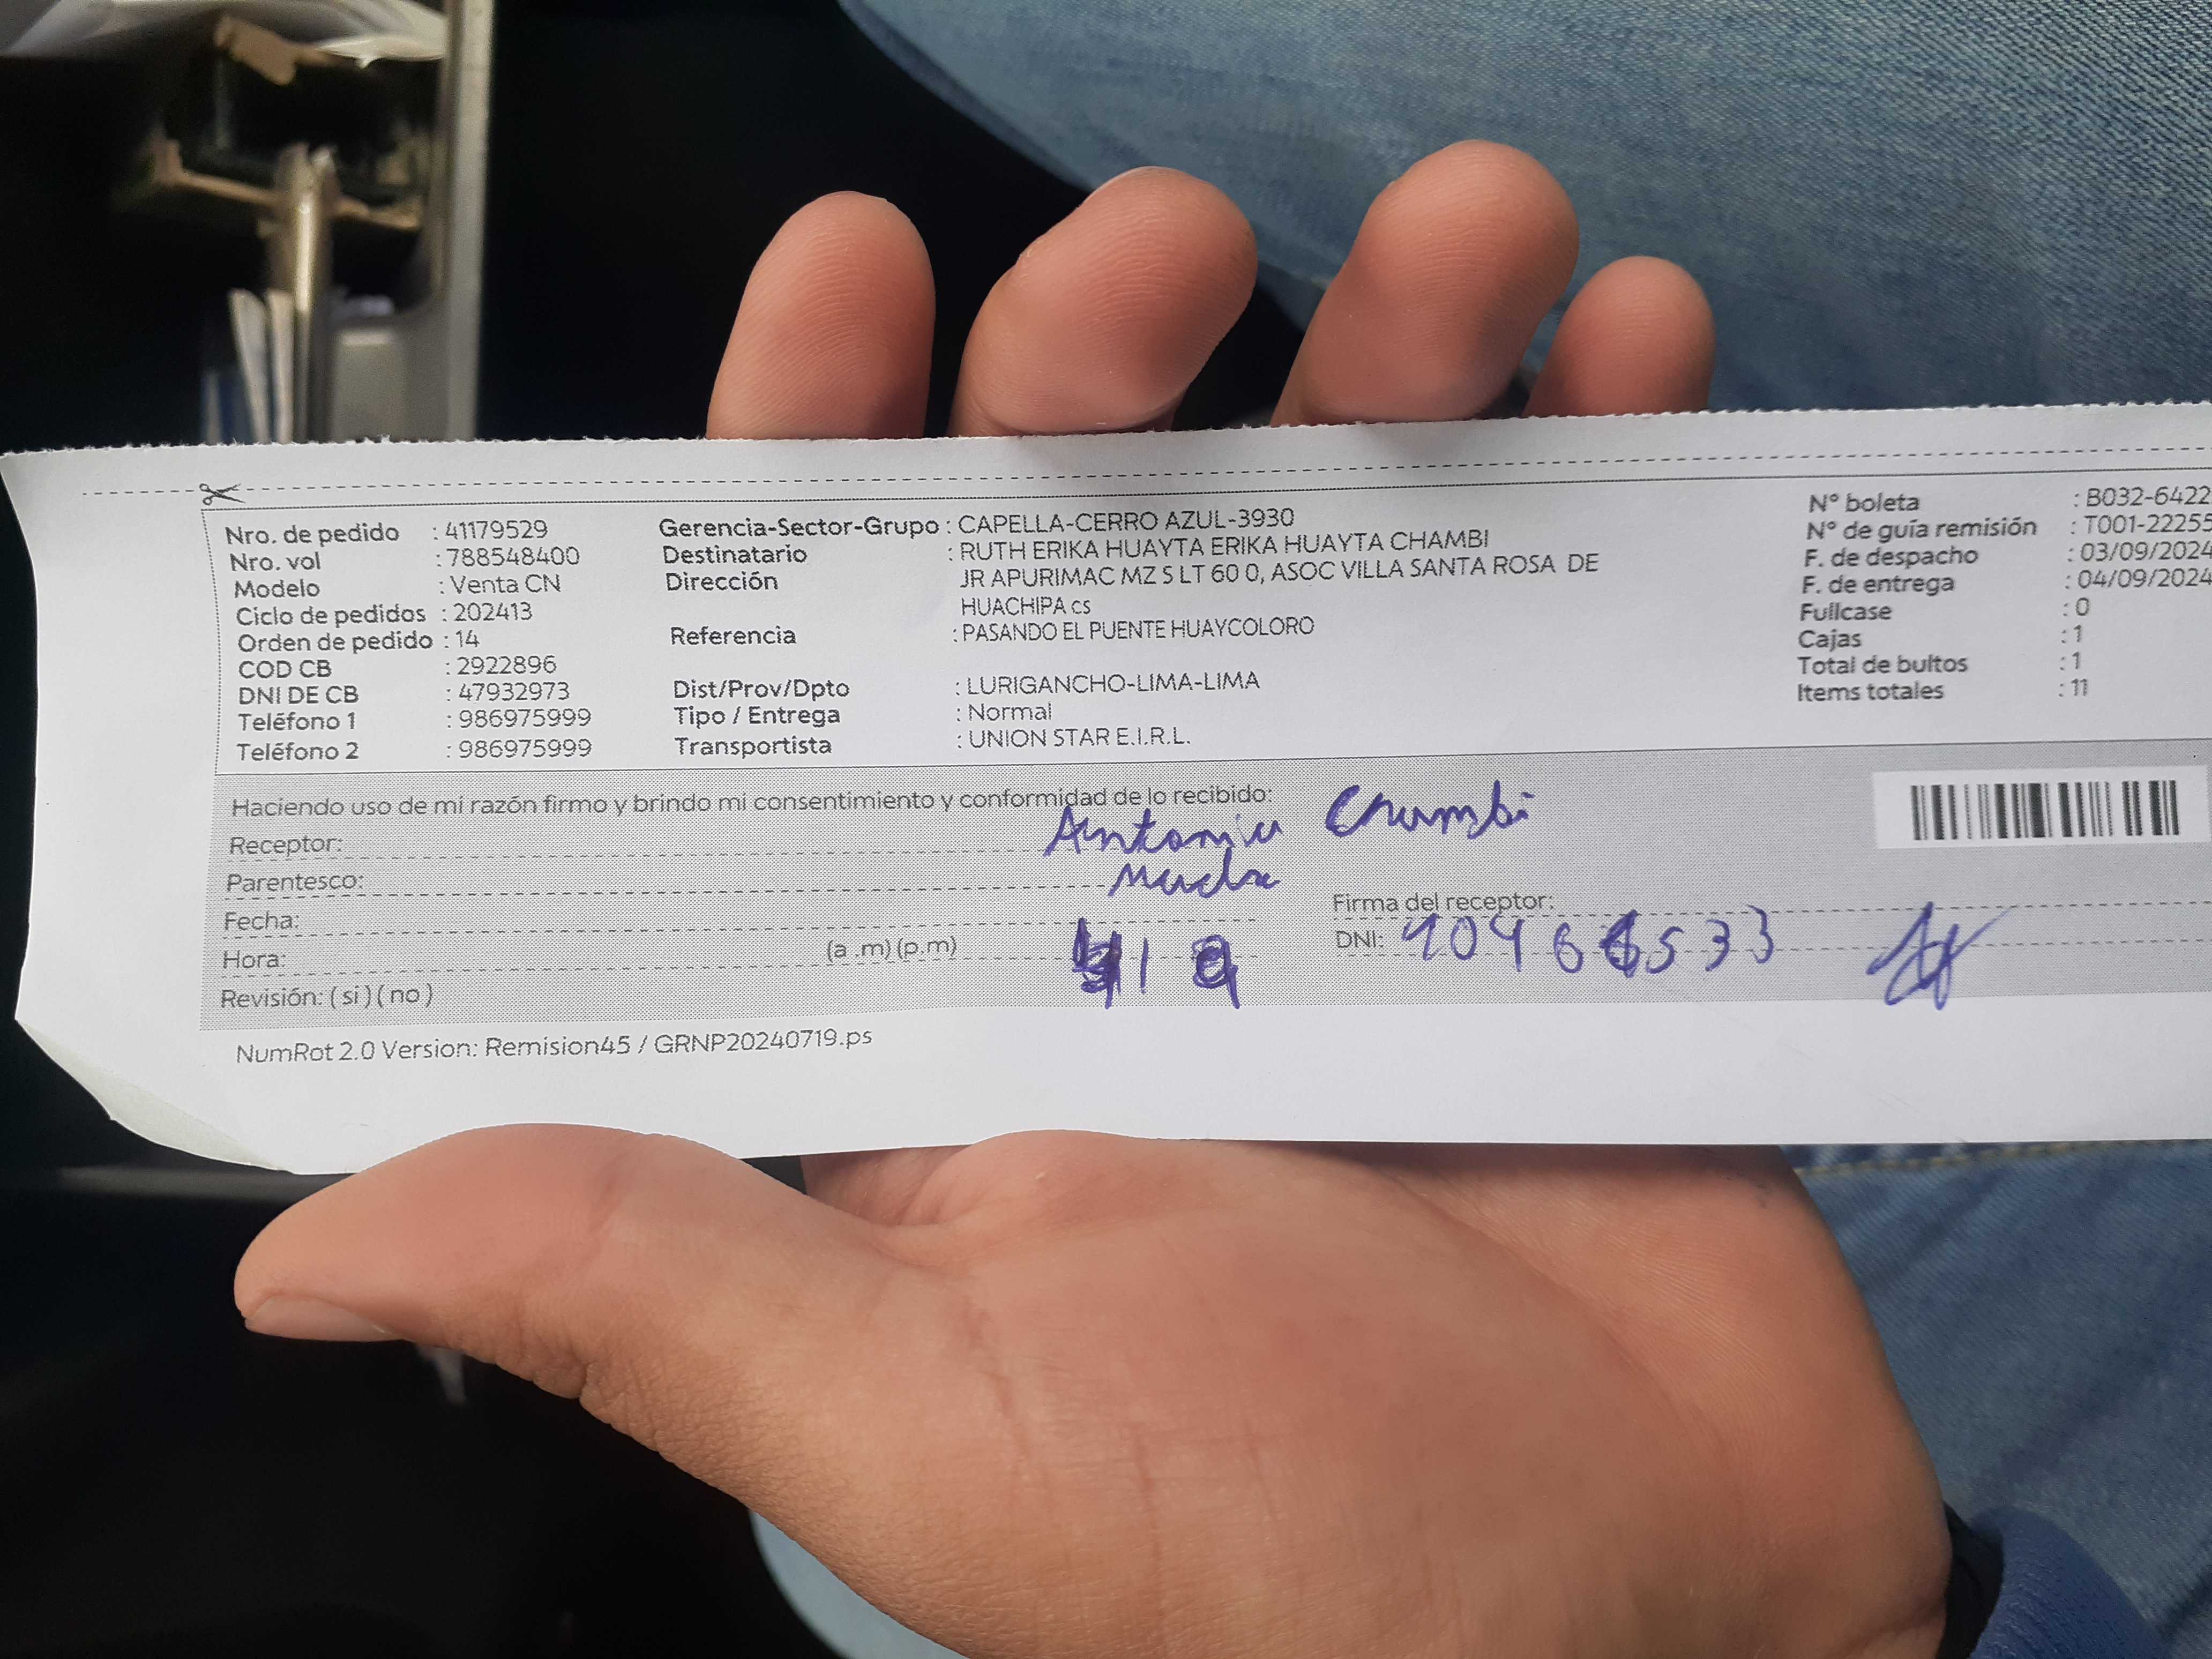 Nro. de pedido : 41179529 Gerencia-Sector-Grupo : CAPELLA-CERRO AZUL-3930 N° boleta : B032-6422
Nro. vol : 788548400 Destinatario : RUTH ERIKA HUAYTA ERIKA HUAYTA CHAMBI N° de guía remisión : T001-22255
Modelo : Venta CN Dirección JR APURIMAC MZ S LT 60 0, ASOC VILLA SANTA ROSA DE F. de despacho : 03/09/2024
Ciclo de pedidos : 202413 HUACHIPA cs F. de entrega : 04/09/2024
Orden de pedido : 14 Referencia : PASANDO EL PUENTE HUAYCOLORO Fullcase : 0
COD CB : 2922896 Cajas : 1
DNI DE CB : 47932973 Dist/Prov/Dpto : LURIGANCHO-LIMA-LIMA Total de bultos : 1
Teléfono 1 : 986975999 Tipo / Entrega : Normal Items totales : 11
Teléfono 2 : 986975999 Transportista : UNION STAR E.I.R.L.
Haciendo uso de mi razón firmo y brindo mi consentimiento y conformidad de lo recibido:
Receptor: Antonia Chambi
Parentesco: Madre
Fecha: Firma del receptor:
Hora: (a .m) (p.m) DNI:
Revisión: ( si ) ( no )
NumRot 2.0 Version: Remision45 / GRNP20240719.ps